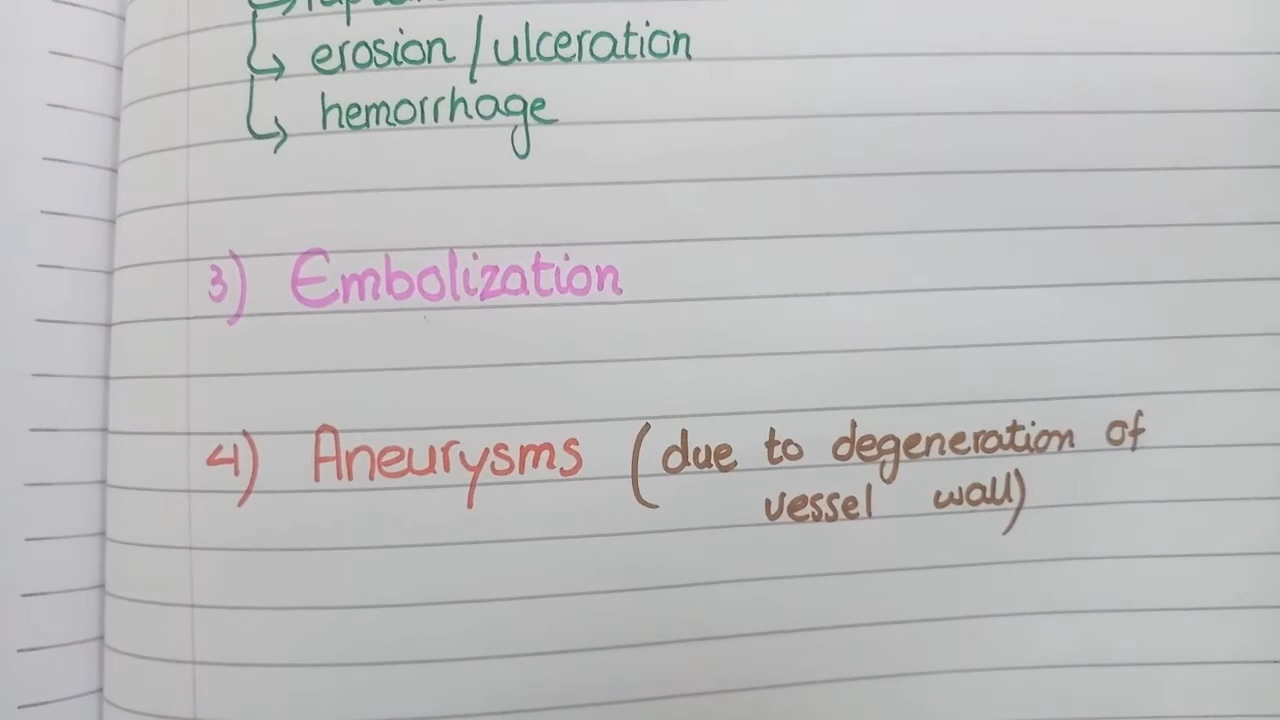 erosion / ulceration
hemorrhage
3) Embolization
4) Aneurysms (due to degeneration of
vessel wall)